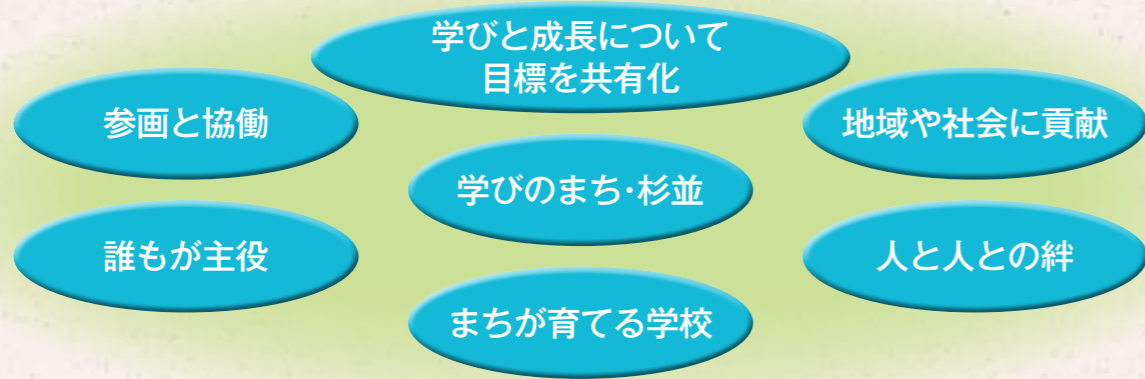 学びと成長について
目標を共有化
参画と協働
地域や社会に貢献
学びのまち・杉並
誰もが主役
人と人との絆
まちが育てる学校